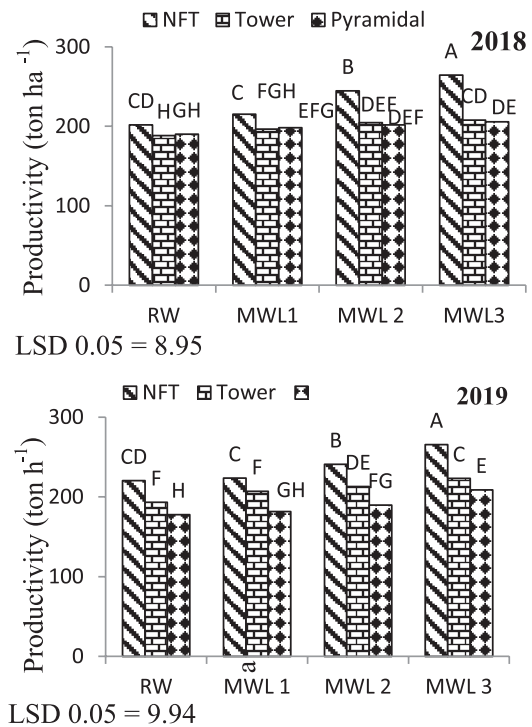 NFT Tower Pyramidal
2018
Productivity (ton ha -1)
300
200
100
0
CD H GH
C FGH EFG
B DEF DEF
A CD DE
RW MWL1 MWL 2 MWL3
LSD 0.05 = 8.95
NFT Tower
2019
Productivity (ton h-1)
a
300
200
100
0
CD F H
C F GH
B DE FG
A C E
RW MWL 1 MWL 2 MWL 3
LSD 0.05 = 9.94